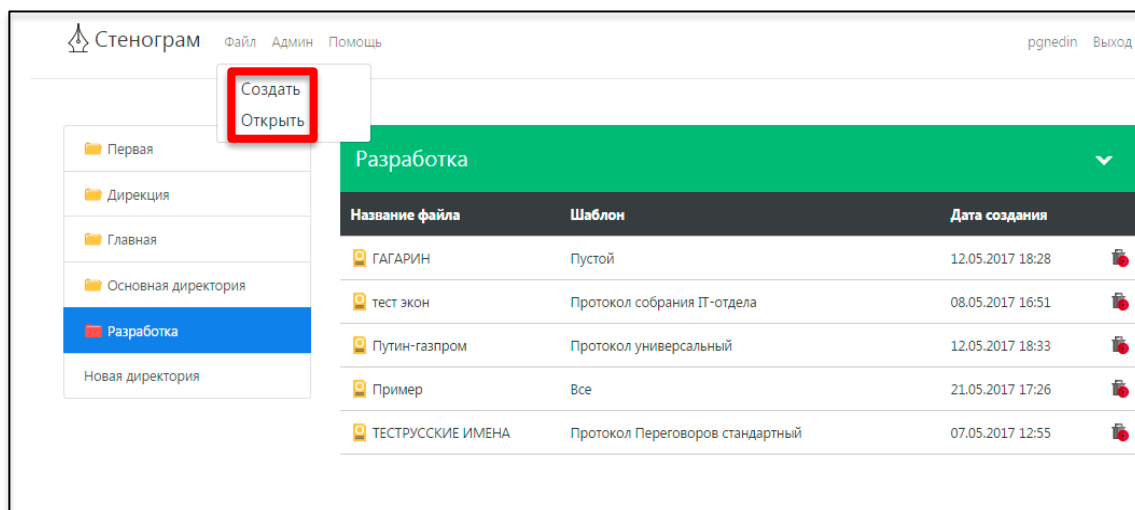 Стенограм Файл Админ Помощь pgnedin Выход
Создать
Открыть
Первая
Дирекция
Главная
Основная директория
Разработка
Новая директория
Разработка
Название файла Шаблон Дата создания
ГАГАРИН Пустой 12.05.2017 18:28
тест экон Протокол собрания IT-отдела 08.05.2017 16:51
Путин-газпром Протокол универсальный 12.05.2017 18:33
Пример Все 21.05.2017 17:26
ТЕСТРУССКИЕ ИМЕНА Протокол Переговоров стандартный 07.05.2017 12:55